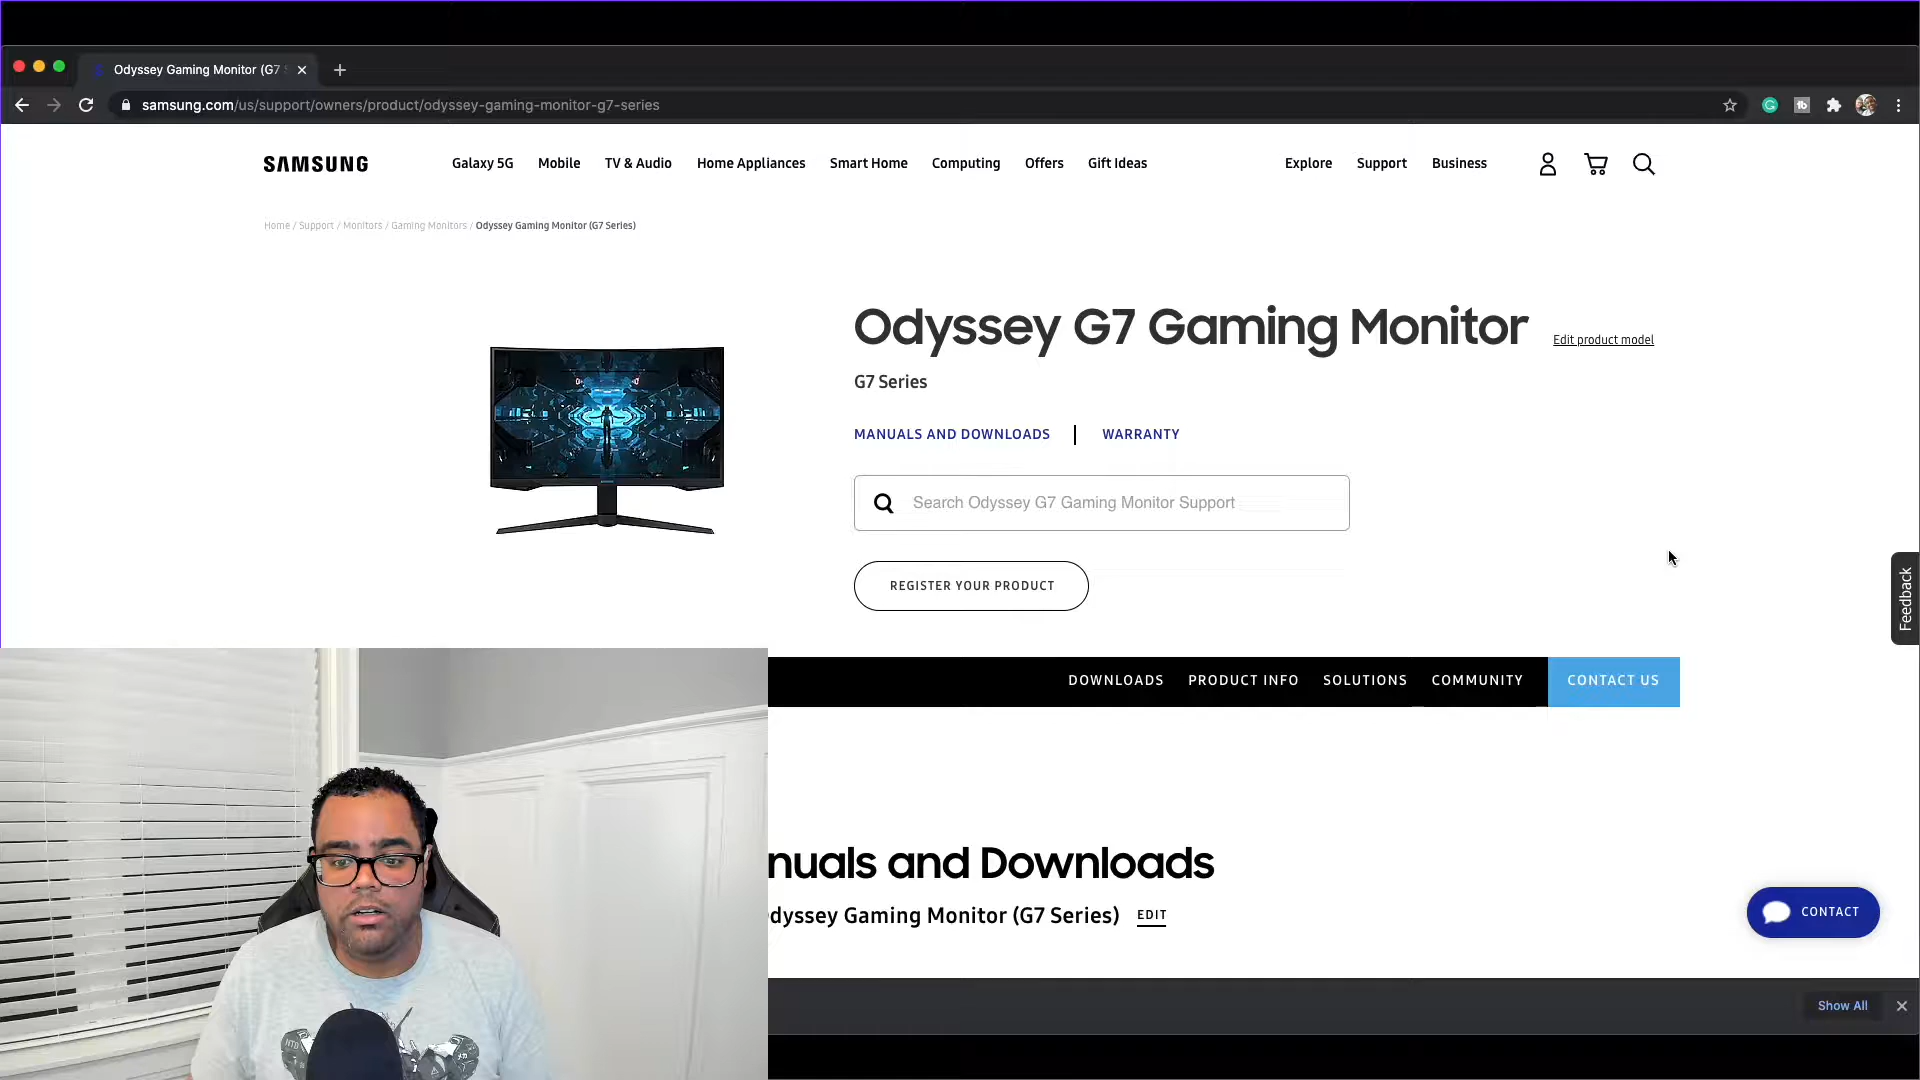 Odyssey Gaming Monitor (G7 S
samsung.com/us/support/owners/product/odyssey-gaming-monitor-g7-series
SAMSUNG
Galaxy 5G
Mobile
TV & Audio
Home Appliances
Smart Home
Computing
Offers
Gift Ideas
Explore
Support
Business
Home / Support / Monitors / Gaming Monitors / Odyssey Gaming Monitor (G7 Series)
Odyssey G7 Gaming Monitor
Edit product model
G7 Series
MANUALS AND DOWNLOADS
WARRANTY
Search Odyssey G7 Gaming Monitor Support
REGISTER YOUR PRODUCT
Feedback
DOWNLOADS
PRODUCT INFO
SOLUTIONS
COMMUNITY
CONTACT US
nuals and Downloads
dyssey Gaming Monitor (G7 Series)
EDIT
CONTACT
Show All